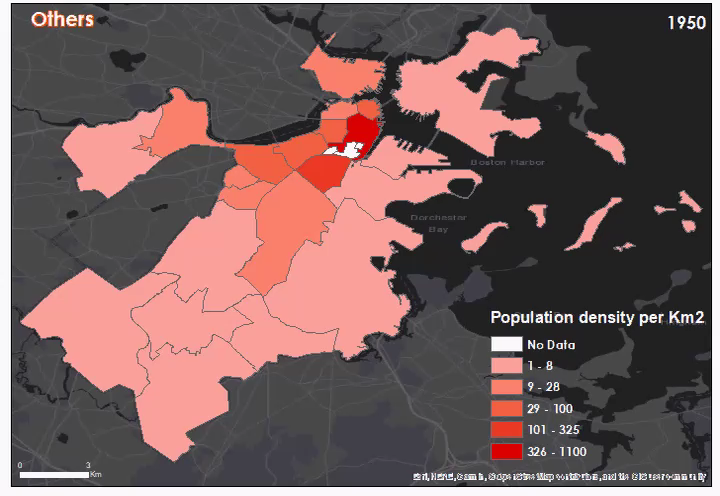 Others
1950
Boston Harbor
Dorchester
Bay
Population density per Km2
No Data
1 - 8
9 - 28
29 - 100
101 - 325
326 - 1100
0 3
Km